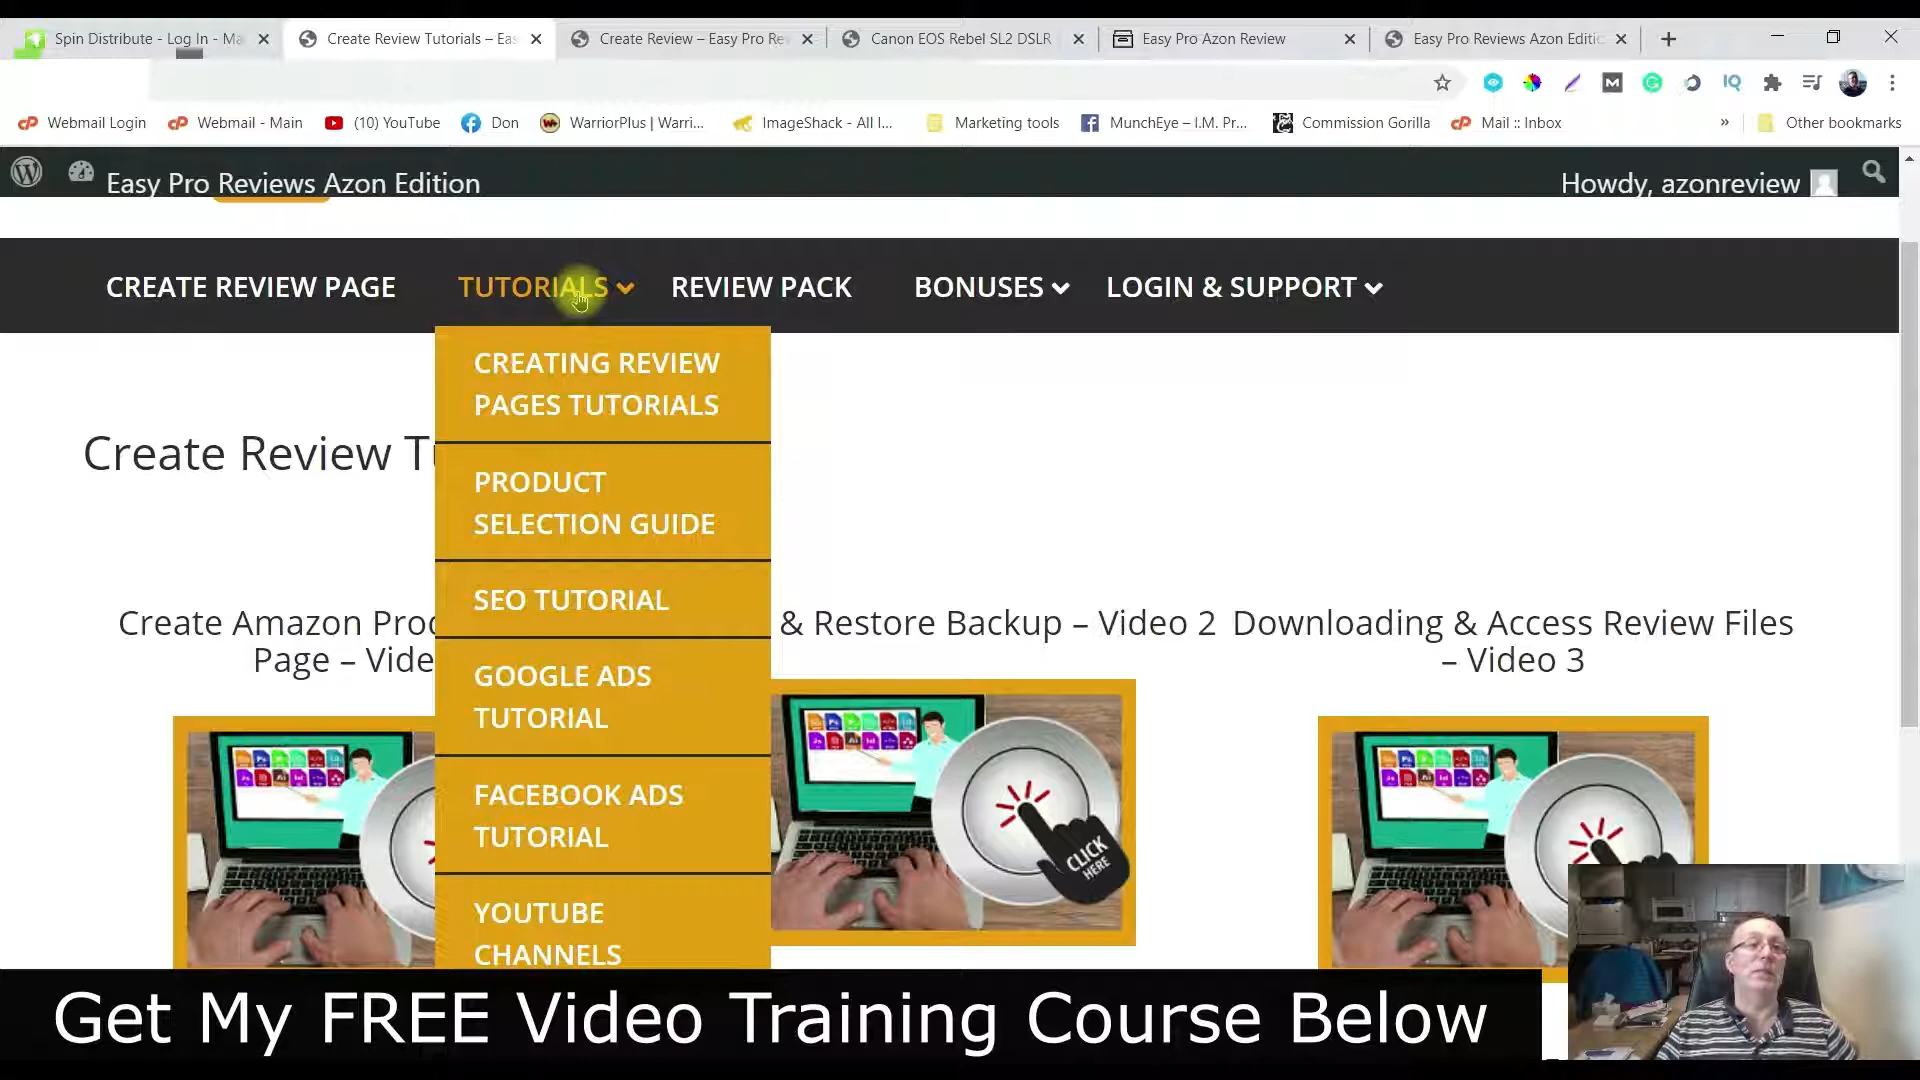 Spin Distribute - Log In - Ma
Create Review Tutorials – Eas
Create Review – Easy Pro Re
Canon EOS Rebel SL2 DSLR
Easy Pro Azon Review
Easy Pro Reviews Azon Editi
Webmail Login
Webmail - Main
(10) YouTube
Don
WarriorPlus | Warri...
ImageShack - All I...
Marketing tools
MunchEye – I.M. Pr...
Commission Gorilla
Mail :: Inbox
»
Other bookmarks
Easy Pro Reviews Azon Edition
Howdy, azonreview
CREATE REVIEW PAGE
TUTORIALS
REVIEW PACK
BONUSES
LOGIN & SUPPORT
CREATING REVIEW
PAGES TUTORIALS
PRODUCT
SELECTION GUIDE
SEO TUTORIAL
GOOGLE ADS
TUTORIAL
FACEBOOK ADS
TUTORIAL
YOUTUBE
CHANNELS
Create Review T
Create Amazon Prod
Page – Vide
& Restore Backup – Video 2
Downloading & Access Review Files
– Video 3
CLICK
HERE
Get My FREE Video Training Course Below